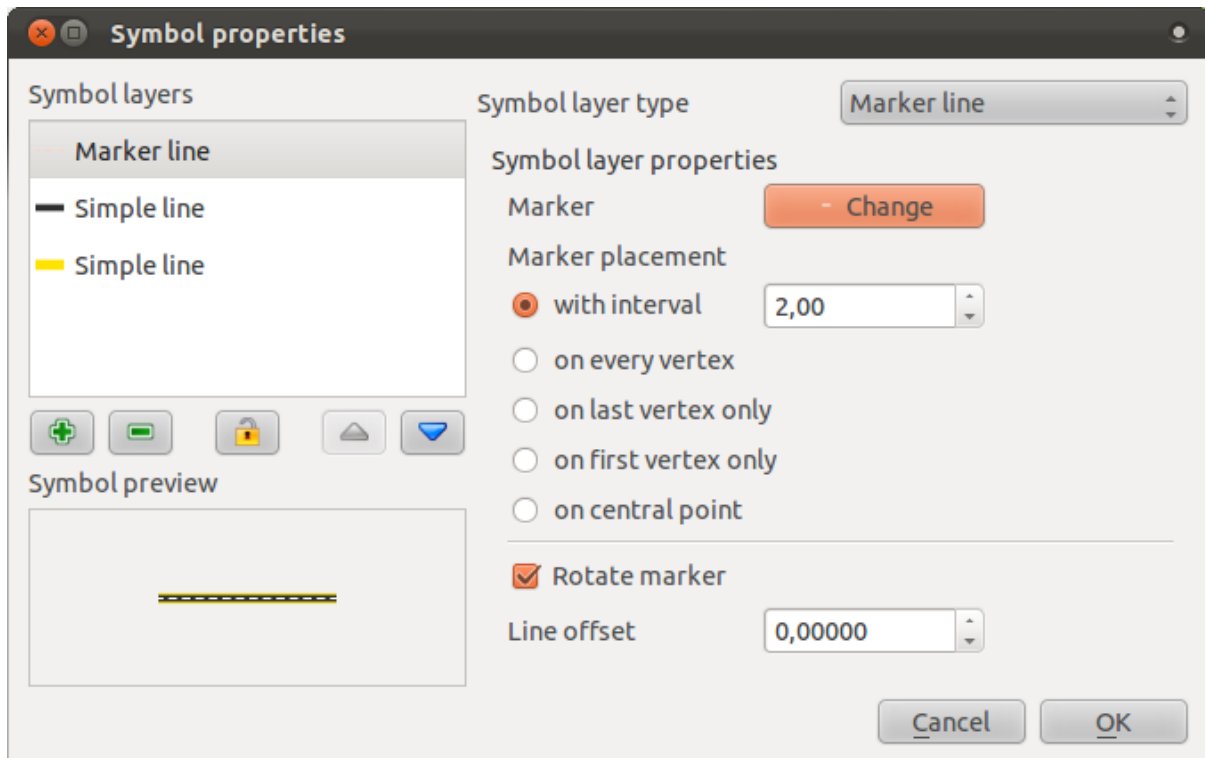 Symbol properties
Symbol layers
Marker line
Simple line
Simple line
Symbol preview
Symbol layer type
Marker line
Symbol layer properties
Marker
Change
Marker placement
with interval
2,00
on every vertex
on last vertex only
on first vertex only
on central point
Rotate marker
Line offset
0,00000
Cancel
OK